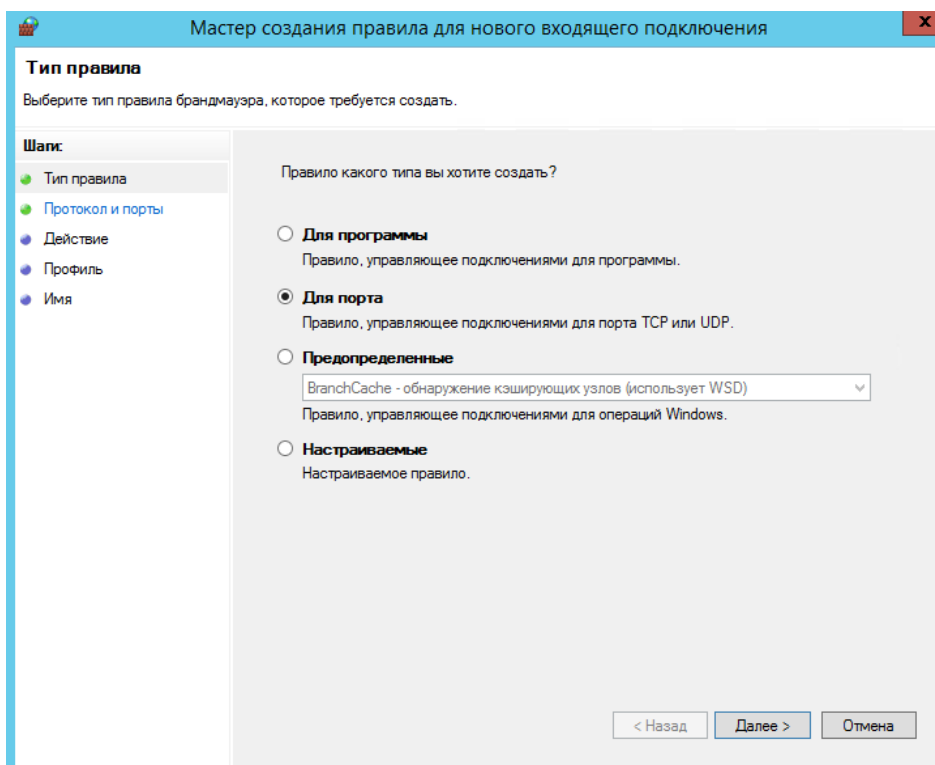 Мастер создания правила для нового входящего подключения
x
Тип правила
Выберите тип правила брандмауэра, которое требуется создать.
Шаги:
Тип правила
Протокол и порты
Действие
Профиль
Имя
Правило какого типа вы хотите создать?
Для программы
Правило, управляющее подключениями для программы.
Для порта
Правило, управляющее подключениями для порта TCP или UDP.
Предопределенные
BranchCache - обнаружение кэширующих узлов (использует WSD)
Правило, управляющее подключениями для операций Windows.
Настраиваемые
Настраиваемое правило.
< Назад
Далее >
Отмена